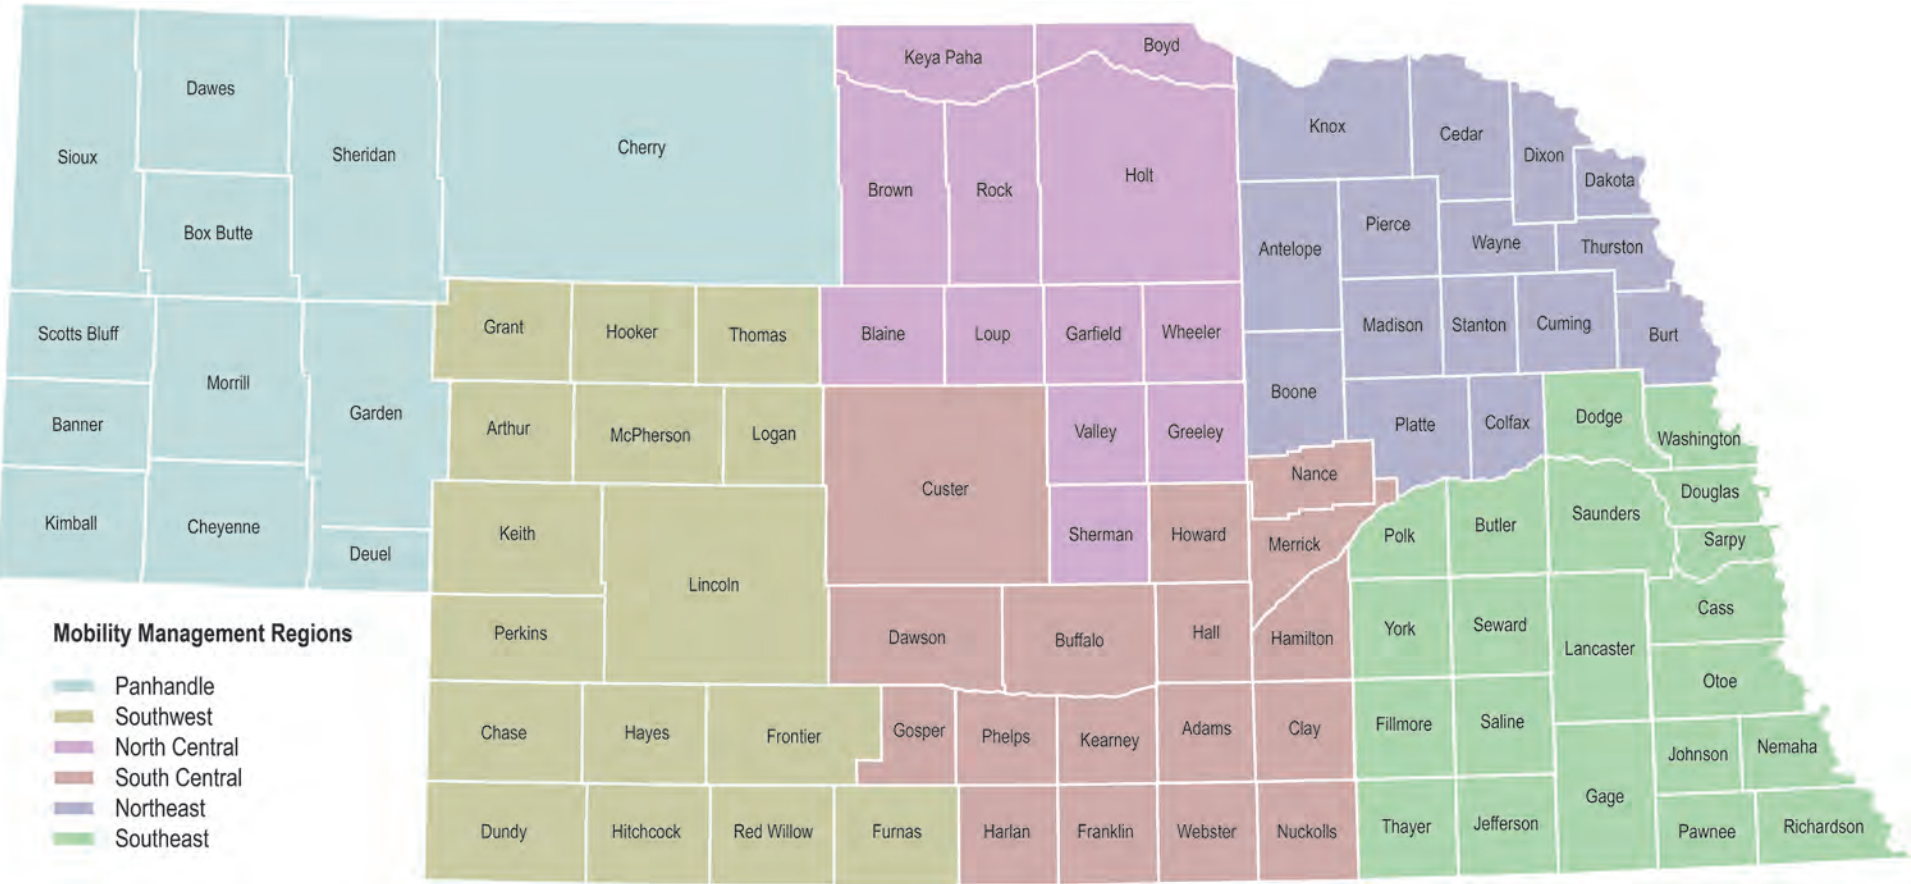 Keya Paha
Boyd
Dawes
Sioux
Sheridan
Cherry
Brown
Rock
Holt
Knox
Cedar
Dixon
Dakota
Box Butte
Antelope
Pierce
Wayne
Thurston
Scotts Bluff
Morrill
Garden
Grant
Hooker
Thomas
Blaine
Loup
Garfield
Wheeler
Madison
Stanton
Cuming
Burt
Banner
Arthur
McPherson
Logan
Custer
Valley
Greeley
Boone
Platte
Colfax
Dodge
Washington
Kimball
Cheyenne
Deuel
Keith
Lincoln
Sherman
Howard
Nance
Merrick
Polk
Butler
Saunders
Douglas
Sarpy
Perkins
Dawson
Buffalo
Hall
Hamilton
York
Seward
Lancaster
Cass
Otoe
Chase
Hayes
Frontier
Gosper
Phelps
Kearney
Adams
Clay
Fillmore
Saline
Gage
Johnson
Nemaha
Dundy
Hitchcock
Red Willow
Furnas
Harlan
Franklin
Webster
Nuckolls
Thayer
Jefferson
Pawnee
Richardson
Mobility Management Regions
Panhandle
Southwest
North Central
South Central
Northeast
Southeast